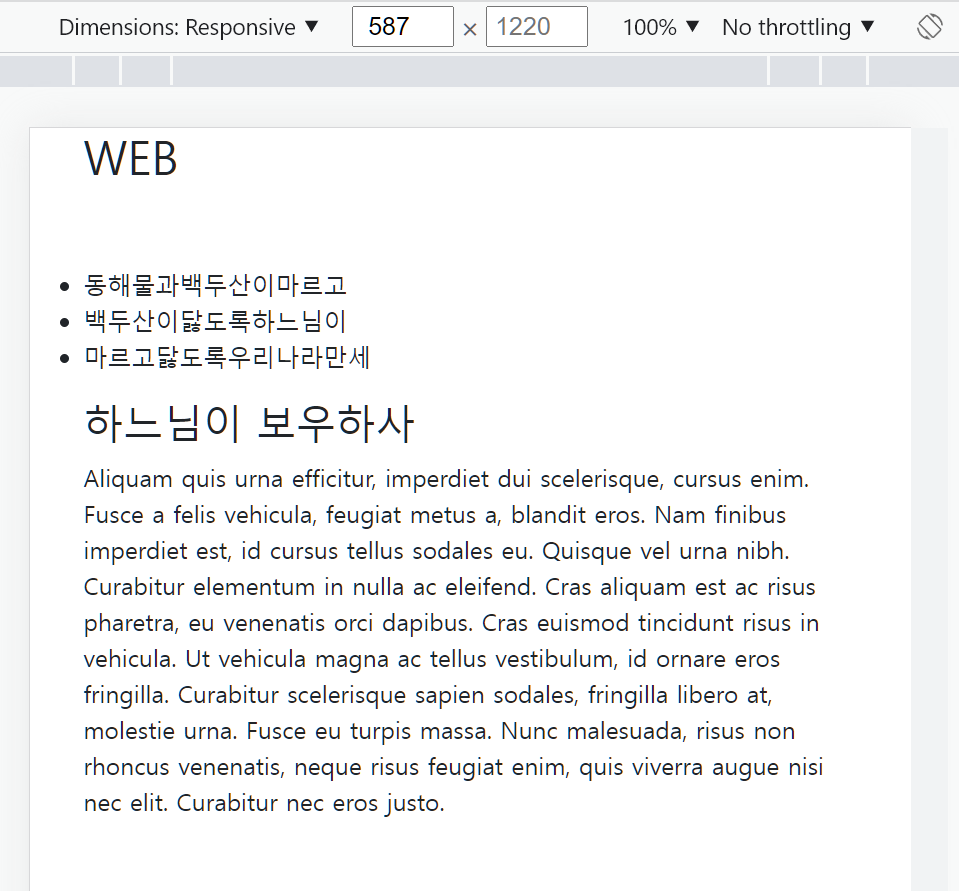 Dimensions: Responsive ▼ 587 × 1220 100% ▼ No throttling ▼
WEB
• 동해물과백두산이마르고
• 백두산이닳도록하느님이
• 마르고닳도록우리나라만세
하느님이 보우하사
Aliquam quis urna efficitur, imperdiet dui scelerisque, cursus enim.
Fusce a felis vehicula, feugiat metus a, blandit eros. Nam finibus
imperdiet est, id cursus tellus sodales eu. Quisque vel urna nibh.
Curabitur elementum in nulla ac eleifend. Cras aliquam est ac risus
pharetra, eu venenatis orci dapibus. Cras euismod tincidunt risus in
vehicula. Ut vehicula magna ac tellus vestibulum, id ornare eros
fringilla. Curabitur scelerisque sapien sodales, fringilla libero at,
molestie urna. Fusce eu turpis massa. Nunc malesuada, risus non
rhoncus venenatis, neque risus feugiat enim, quis viverra augue nisi
nec elit. Curabitur nec eros justo.